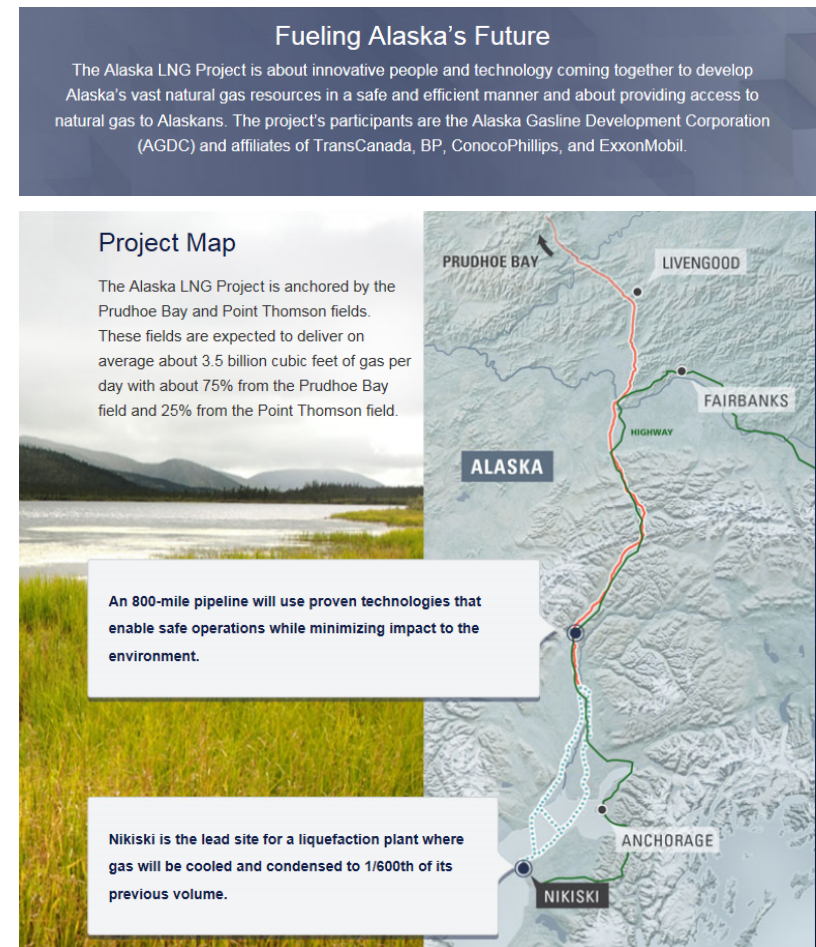 Fueling Alaska's Future
The Alaska LNG Project is about innovative people and technology coming together to develop
Alaska's vast natural gas resources in a safe and efficient manner and about providing access to
natural gas to Alaskans. The project's participants are the Alaska Gasline Development Corporation
(AGDC) and affiliates of TransCanada, BP, ConocoPhillips, and ExxonMobil.
Project Map
The Alaska LNG Project is anchored by the
Prudhoe Bay and Point Thomson fields.
These fields are expected to deliver on
average about 3.5 billion cubic feet of gas per
day with about 75% from the Prudhoe Bay
field and 25% from the Point Thomson field.
PRUDHOE BAY
LIVENGOOD
FAIRBANKS
HIGHWAY
ALASKA
An 800-mile pipeline will use proven technologies that
enable safe operations while minimizing impact to the
environment.
Nikiski is the lead site for a liquefaction plant where
gas will be cooled and condensed to 1/600th of its
previous volume.
ANCHORAGE
NIKISKI